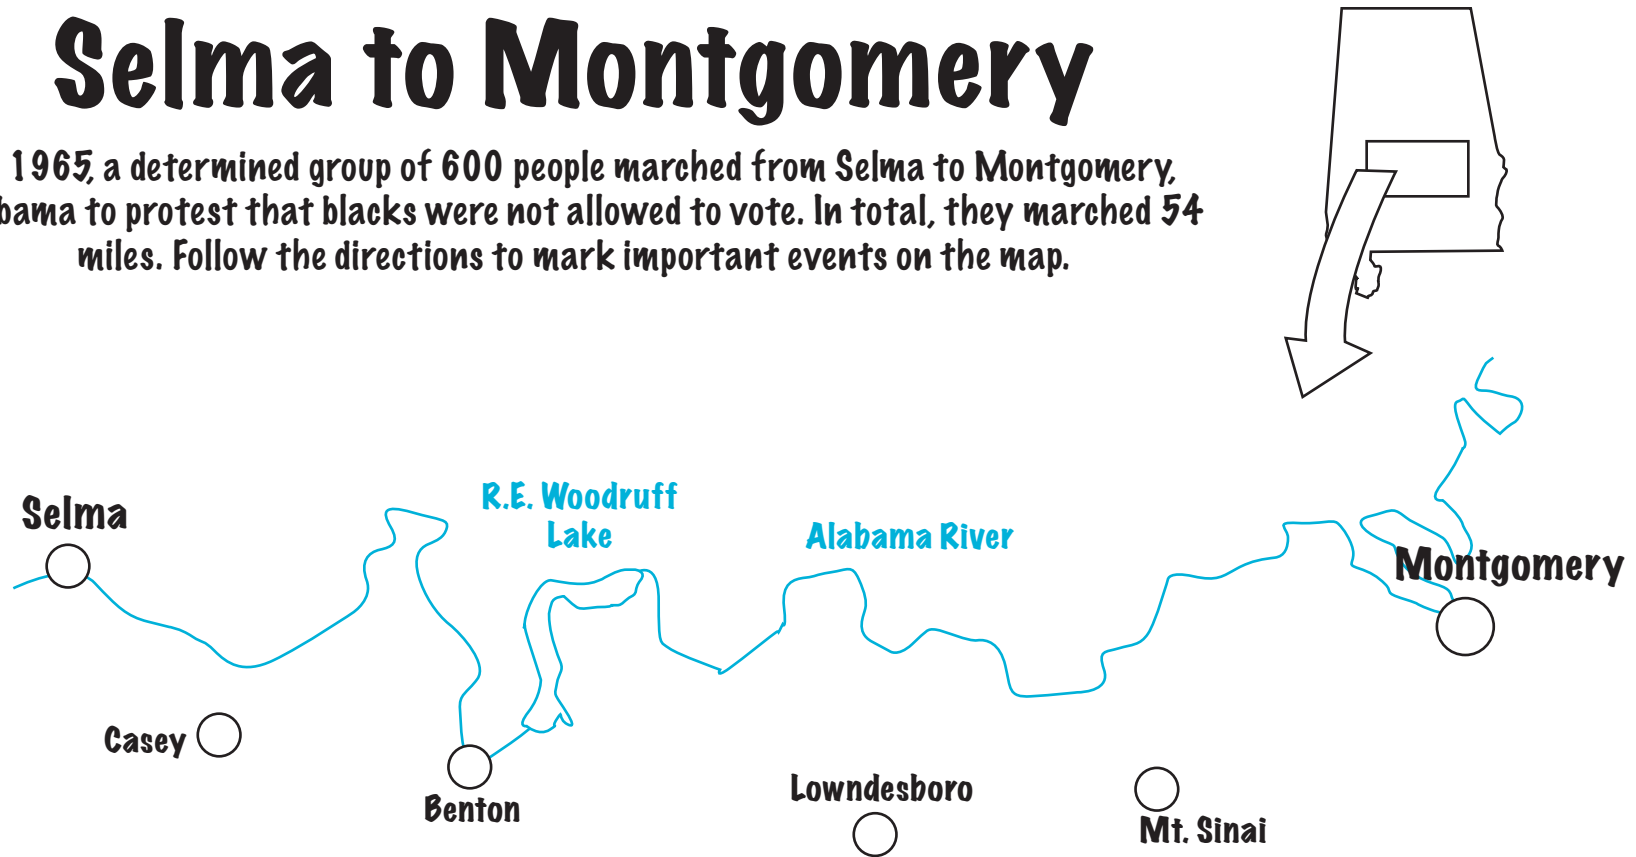 Selma to Montgomery
1965, a determined group of 600 people marched from Selma to Montgomery,
bama to protest that blacks were not allowed to vote. In total, they marched 54
miles. Follow the directions to mark important events on the map.
R.E. Woodruff
Lake
Selma
Alabama River
Montgomery
Casey
Benton
Lowndesboro
Mt. Sinai